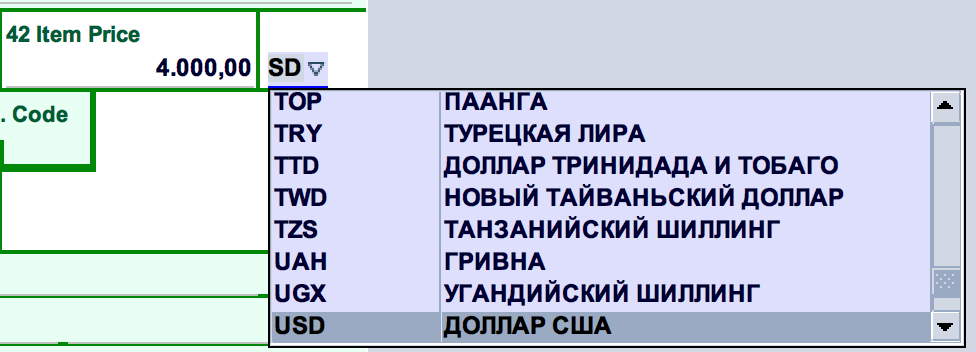 42 Item Price
4.000,00 SD
. Code
TOP ПААНГА
TRY ТУРЕЦКАЯ ЛИРА
TTD ДОЛЛАР ТРИНИДАДА И ТОБАГО
TWD НОВЫЙ ТАЙВАНЬСКИЙ ДОЛЛАР
TZS ТАНЗАНИЙСКИЙ ШИЛЛИНГ
UAH ГРИВНА
UGX УГАНДИЙСКИЙ ШИЛЛИНГ
USD ДОЛЛАР США